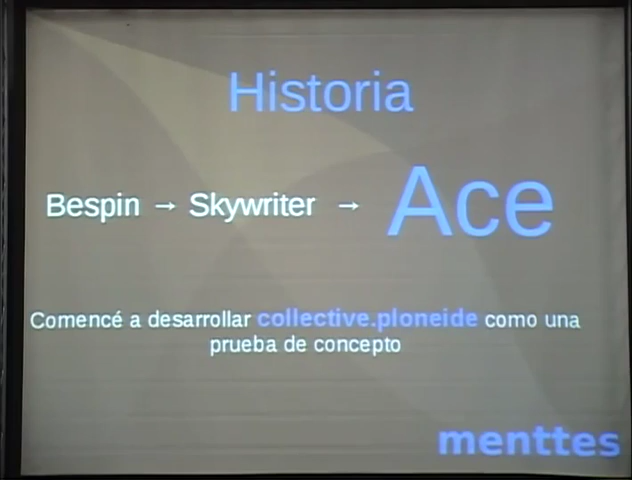 Historia
Bespin → Skywriter → Ace
Comencé a desarrollar collective.ploneide como una
prueba de concepto
menttes